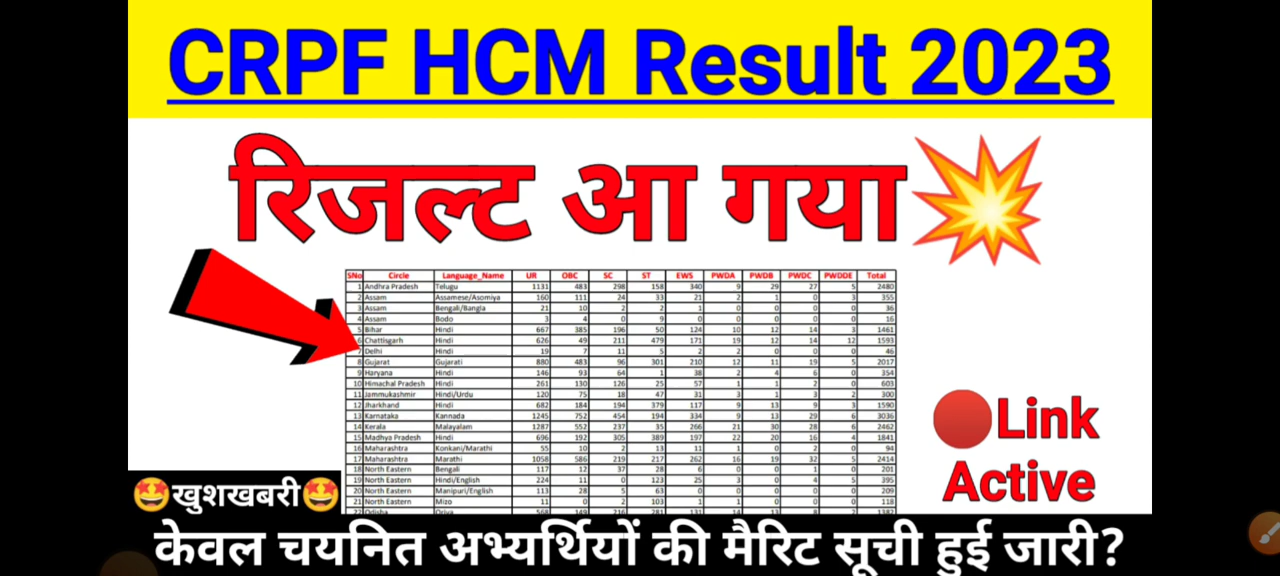 CRPF HCM Result 2023
रिजल्ट आ गया
SNo Circle Language_Name UR OBC SC ST EWS PWDA PWDB PWDC PWDDE Total
1 Andhra Pradesh Telugu 1131 483 298 158 340 9 29 27 5 2480
2 Assam Assamese/Asomiya 160 111 24 33 21 2 1 0 3 355
3 Assam Bengali/Bangla 21 10 2 2 1 0 0 0 0 36
4 Assam Bodo 3 4 0 9 0 0 0 0 0 16
5 Bihar Hindi 667 385 196 50 124 10 12 14 3 1461
6 Chattisgarh Hindi 626 49 211 479 171 19 12 14 12 1593
7 Delhi Hindi 19 7 11 5 2 2 0 0 0 46
8 Gujarat Gujarati 880 483 96 301 210 12 11 19 5 2017
9 Haryana Hindi 146 93 64 1 38 2 4 6 0 354
10 Himachal Pradesh Hindi 261 130 126 25 57 1 1 2 0 603
11 Jammukashmir Hindi/Urdu 120 75 18 47 31 3 1 3 2 300
12 Jharkhand Hindi 682 184 194 379 117 9 13 9 3 1590
13 Karnataka Kannada 1245 752 454 194 334 9 13 29 6 3036
14 Kerala Malayalam 1287 552 237 35 266 21 30 28 6 2462
15 Madhya Pradesh Hindi 696 192 305 389 197 22 20 16 4 1841
16 Maharashtra Konkani/Marathi 55 10 2 13 11 1 0 2 0 94
17 Maharashtra Marathi 1058 586 219 217 262 16 19 32 5 2414
18 North Eastern Bengali 117 12 37 28 6 0 0 1 0 201
19 North Eastern Hindi/English 224 11 0 123 25 3 0 4 5 395
20 North Eastern Manipuri/English 113 28 5 63 0 0 0 0 0 209
21 North Eastern Mizo 11 0 2 103 1 1 0 0 0 118
22 Odisha Oriya 568 149 216 281 131 14 13 8 2 1382
Link
Active
खुशखबरी
केवल चयनित अभ्यर्थियों की मैरिट सूची हुई जारी?